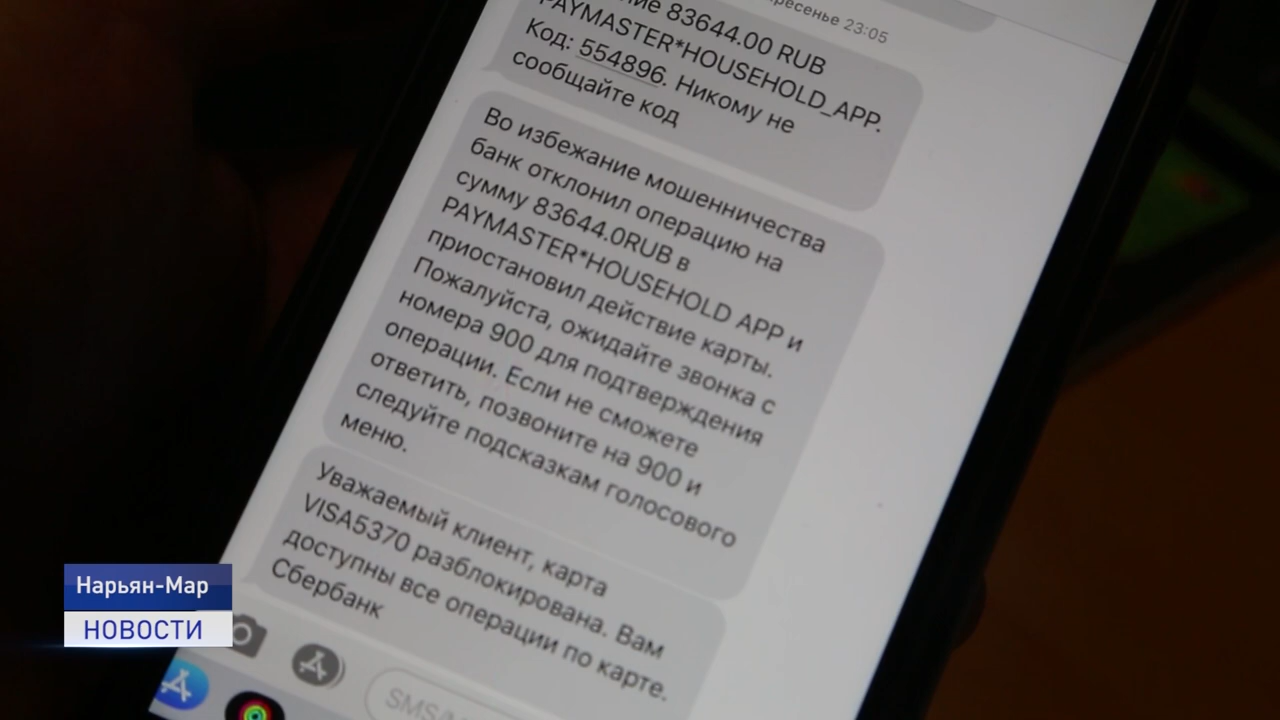 ние 83644.00 RUB
PAYMASTER*HOUSEHOLD_APP.
Код: 554896. Никому не
сообщайте код
23:05
Во избежание мошенничества
банк отклонил операцию на
сумму 83644.0RUB в
PAYMASTER*HOUSEHOLD APP и
приостановил действие карты.
Пожалуйста, ожидайте звонка с
номера 900 для подтверждения
операции. Если не сможете
ответить, позвоните на 900 и
следуйте подсказкам голосового
меню.
Уважаемый клиент, карта
VISA5370 разблокирована. Вам
доступны все операции по карте.
Сбербанк
Нарьян-Мар
НОВОСТИ